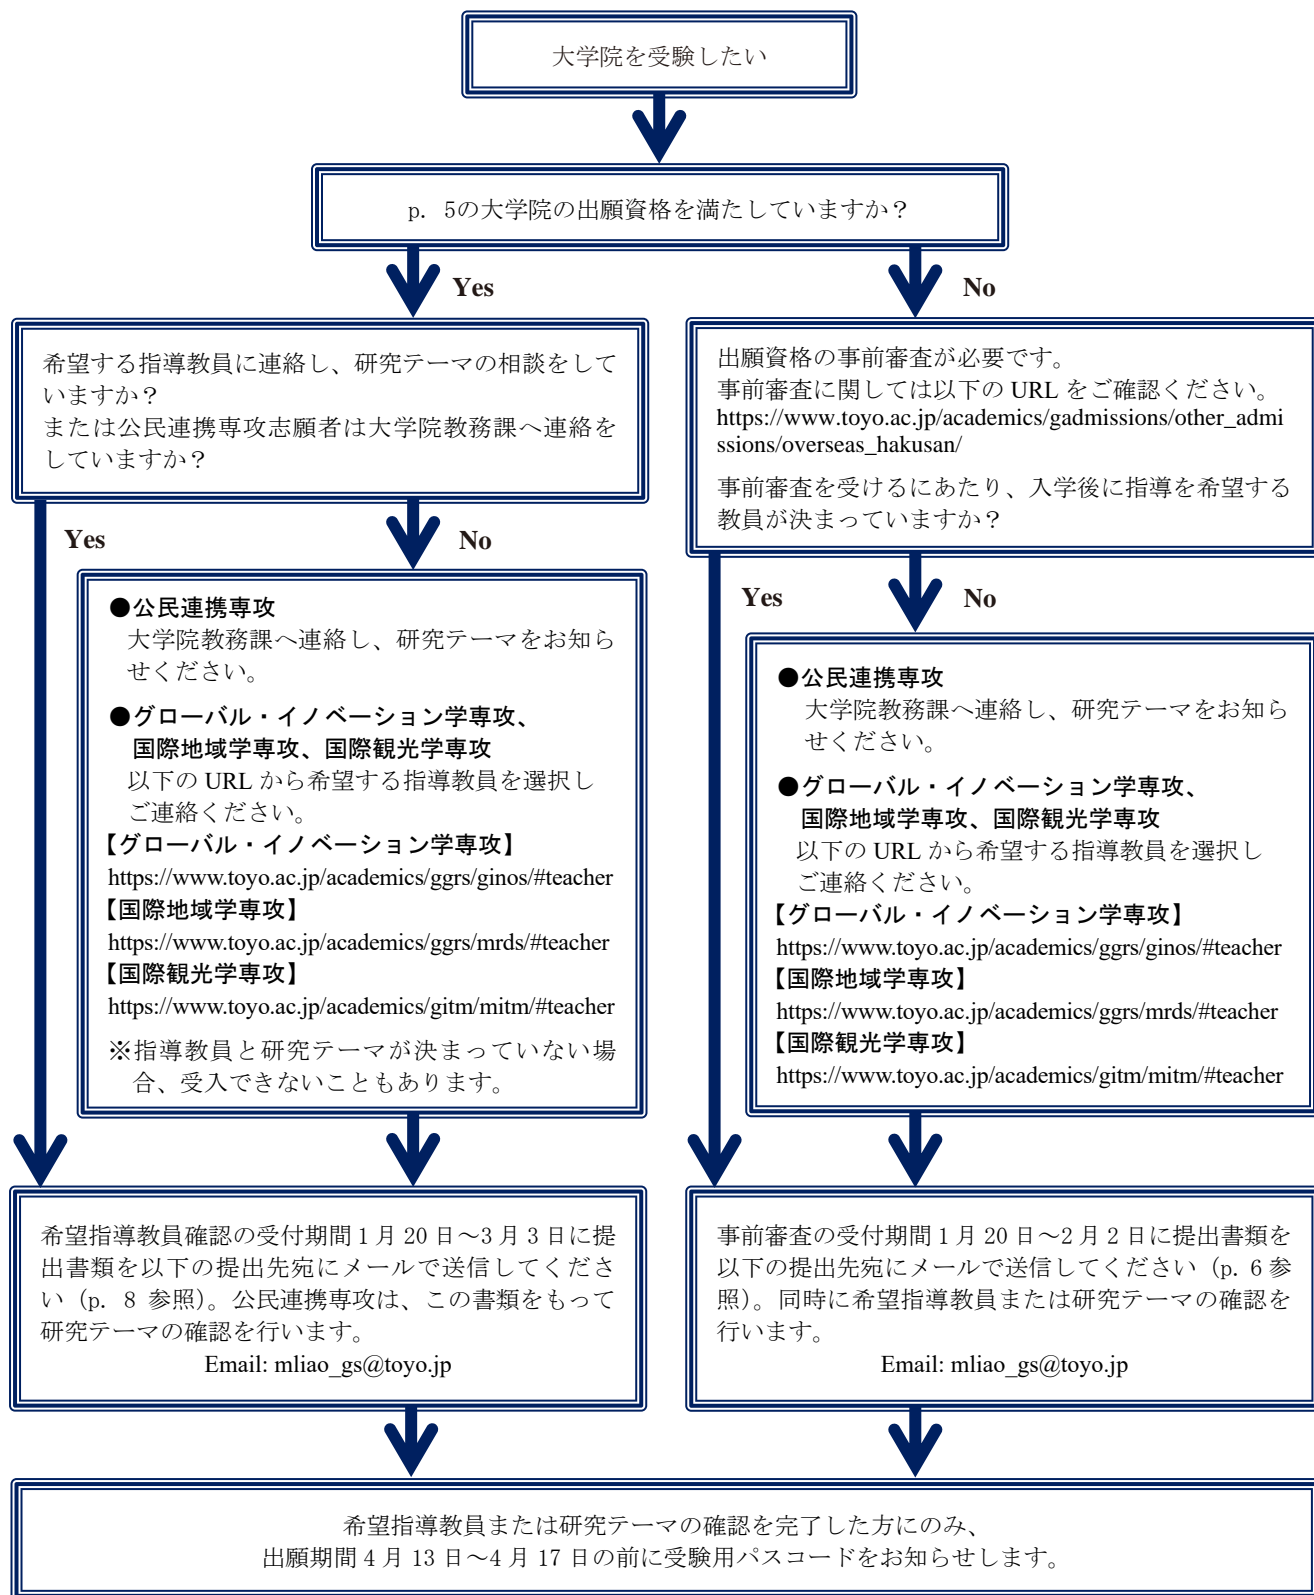 大学院を受験したい
p. 5の大学院の出願資格を満たしていますか？
Yes
No
希望する指導教員に連絡し、研究テーマの相談をして
いますか？
または公民連携専攻志願者は大学院教務課へ連絡を
していますか？
出願資格の事前審査が必要です。
事前審査に関しては以下の URL をご確認ください。
https://www.toyo.ac.jp/academics/gadmissions/other_admi
ssions/overseas_hakusan/
事前審査を受けるにあたり、入学後に指導を希望する
教員が決まっていますか？
Yes
No
●公民連携専攻
大学院教務課へ連絡し、研究テーマをお知ら
せください。
●グローバル・イノベーション学専攻、
国際地域学専攻、国際観光学専攻
以下の URL から希望する指導教員を選択し
ご連絡ください。
【グローバル・イノベーション学専攻】
https://www.toyo.ac.jp/academics/ggrs/ginos/#teacher
【国際地域学専攻】
https://www.toyo.ac.jp/academics/ggrs/mrds/#teacher
【国際観光学専攻】
https://www.toyo.ac.jp/academics/gitm/mitm/#teacher
※指導教員と研究テーマが決まっていない場
合、受入できないこともあります。
Yes
No
●公民連携専攻
大学院教務課へ連絡し、研究テーマをお知ら
せください。
●グローバル・イノベーション学専攻、
国際地域学専攻、国際観光学専攻
以下の URL から希望する指導教員を選択し
ご連絡ください。
【グローバル・イノベーション学専攻】
https://www.toyo.ac.jp/academics/ggrs/ginos/#teacher
【国際地域学専攻】
https://www.toyo.ac.jp/academics/ggrs/mrds/#teacher
【国際観光学専攻】
https://www.toyo.ac.jp/academics/gitm/mitm/#teacher
希望指導教員確認の受付期間 1 月 20 日～3 月 3 日に提
出書類を以下の提出先宛にメールで送信してくださ
い（p. 8 参照）。公民連携専攻は、この書類をもって
研究テーマの確認を行います。
Email: mliao_gs@toyo.jp
事前審査の受付期間 1 月 20 日～2 月 2 日に提出書類を
以下の提出先宛にメールで送信してください（p. 6 参
照）。同時に希望指導教員または研究テーマの確認を
行います。
Email: mliao_gs@toyo.jp
希望指導教員または研究テーマの確認を完了した方にのみ、
出願期間 4 月 13 日～4 月 17 日の前に受験用パスコードをお知らせします。